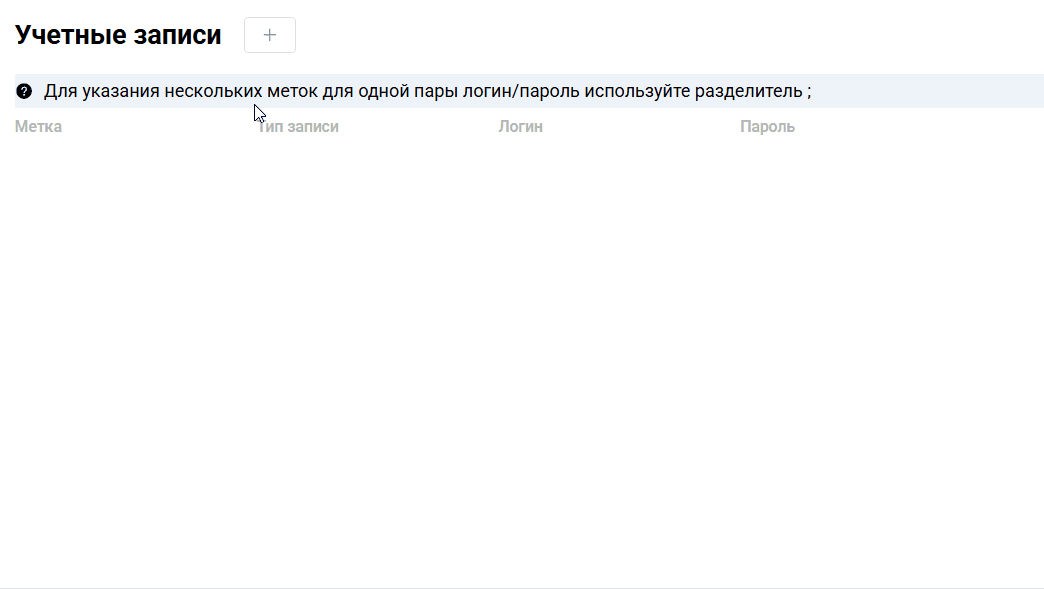 Учетные записи
Для указания нескольких меток для одной пары логин/пароль используйте разделитель ;
Метка Тип записи Логин Пароль